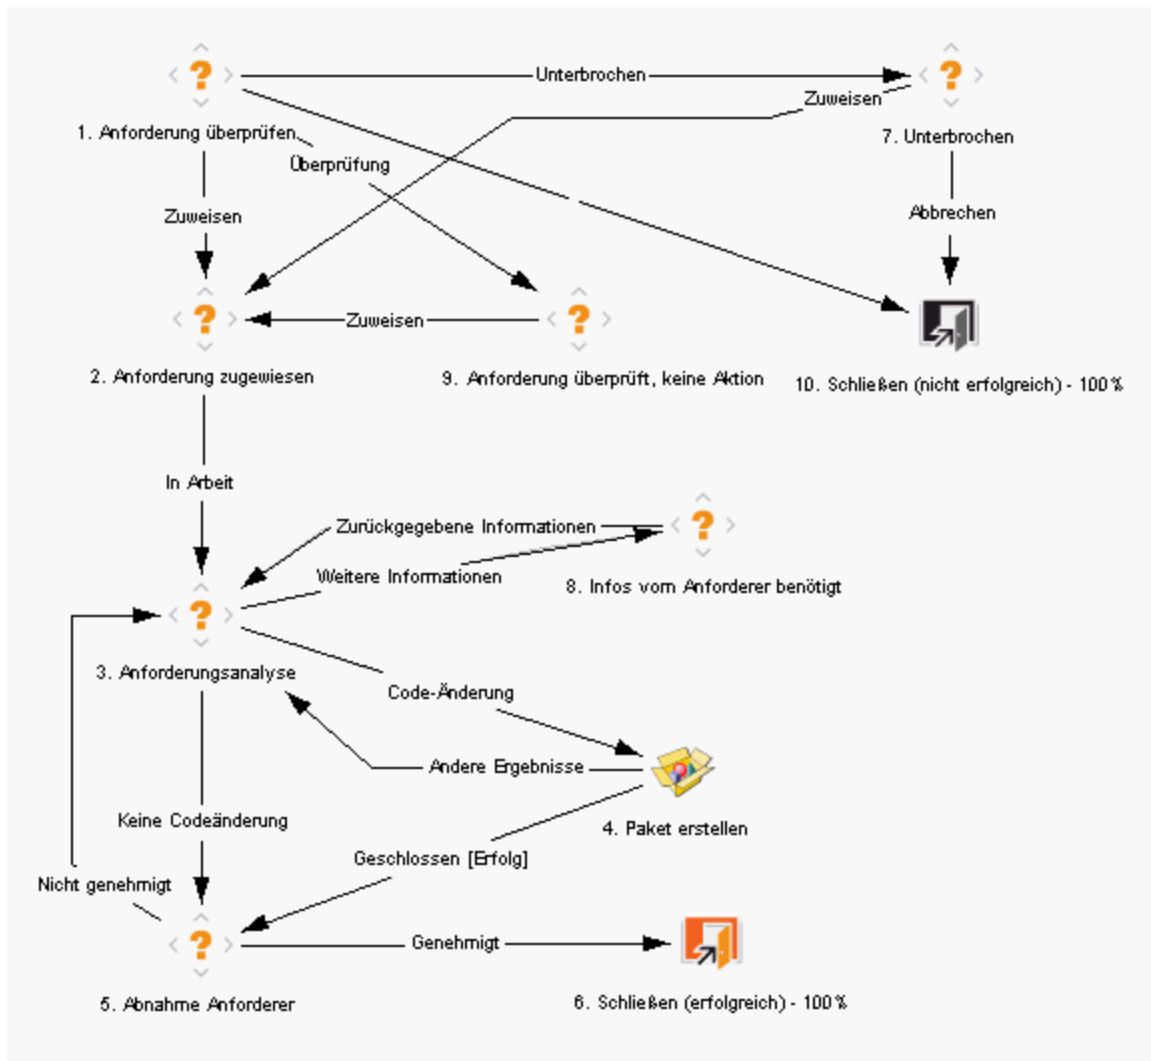 Unterbrochen
Zuweisen
1. Anforderung überprüfen
7. Unterbrochen
Überprüfung
Zuweisen
Abbrechen
Zuweisen
2. Anforderung zugewiesen
9. Anforderung überprüft, keine Aktion
10. Schließen (nicht erfolgreich) - 100%
In Arbeit
Zurückgegebene Informationen
Weitere Informationen
8. Infos vom Anforderer benötigt
3. Anforderungsanalyse
Code-Änderung
Andere Ergebnisse
Keine Codeänderung
4. Paket erstellen
Geschlossen [Erfolg]
Nicht genehmigt
Genehmigt
5. Abnahme Anforderer
6. Schließen (erfolgreich) - 100%